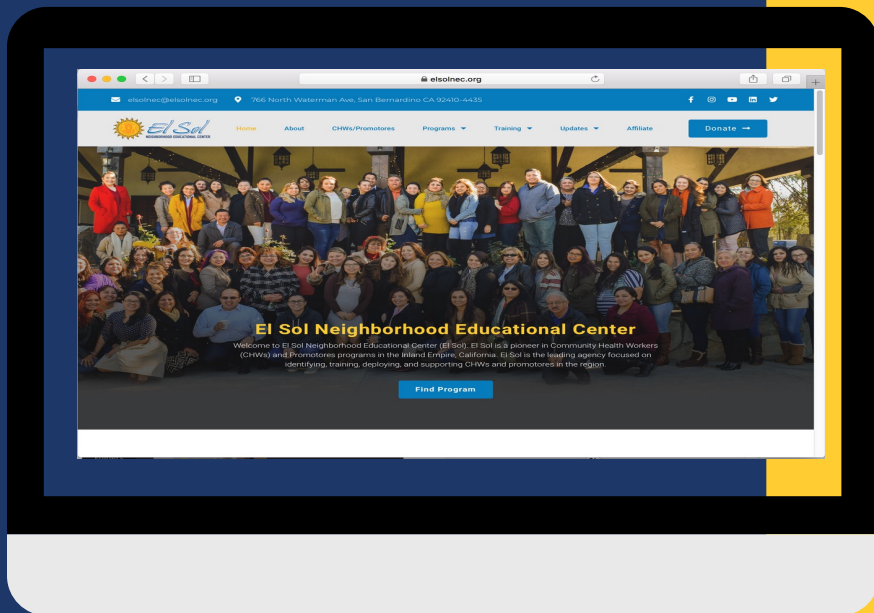 elsolnec.org
elsolnec@elsolnec.org 766 North Waterman Ave, San Bernardino CA 92410-4435
El Sol
NEIGHBORHOOD EDUCATIONAL CENTER
Home About CHWs/Promotores Programs Training Updates Affiliate Donate →
El Sol Neighborhood Educational Center
Welcome to El Sol Neighborhood Educational Center (El Sol). El Sol is a pioneer in Community Health Workers
(CHWs) and Promotores programs in the Inland Empire, California. El Sol is the leading agency focused on
identifying, training, deploying, and supporting CHWs and promotores in the region.
Find Program